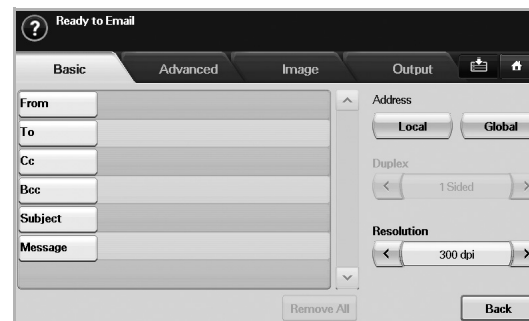 ? Ready to Email
Basic Advanced Image Output
From
To
Cc
Bcc
Subject
Message
Address
Local Global
Duplex
1 Sided
Resolution
300 dpi
Remove All Back